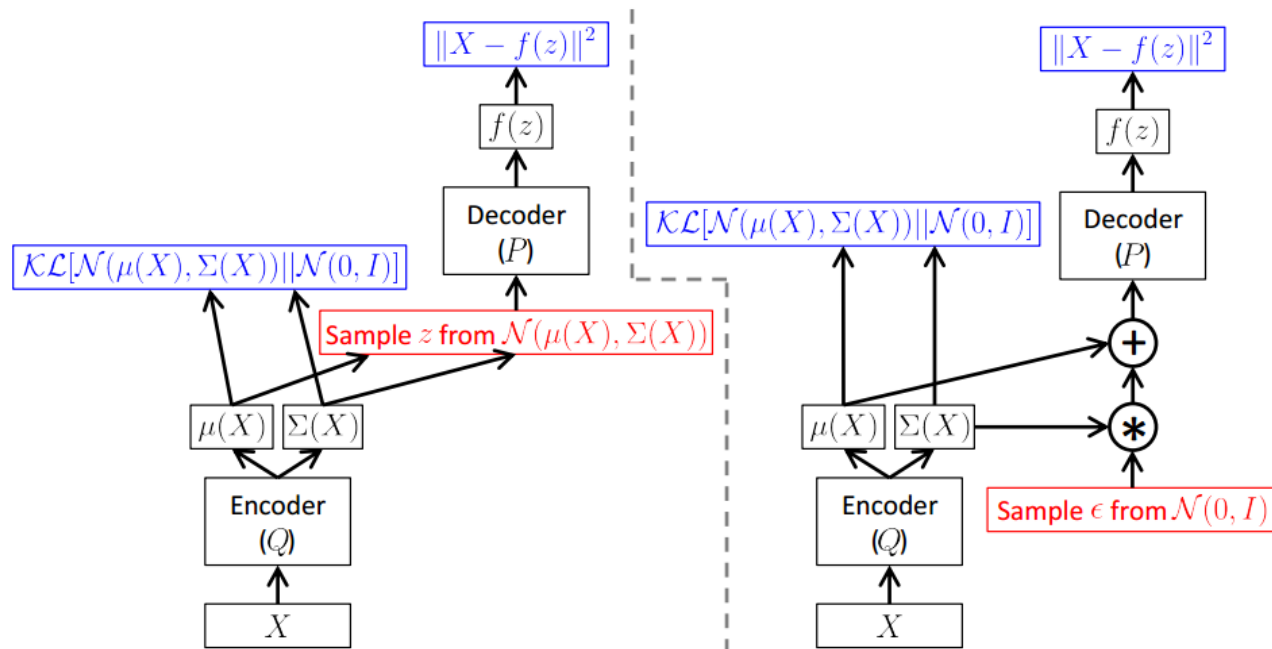 ‖X − f(z)‖²
f(z)
Decoder
(P)
𝒦ℒ[𝒩(μ(X), Σ(X))||𝒩(0, I)]
Sample z from 𝒩(μ(X), Σ(X))
μ(X)
Σ(X)
Encoder
(Q)
X
‖X − f(z)‖²
f(z)
Decoder
(P)
𝒦ℒ[𝒩(μ(X), Σ(X))||𝒩(0, I)]
+
μ(X)
Σ(X)
*
Encoder
(Q)
Sample ϵ from 𝒩(0, I)
X